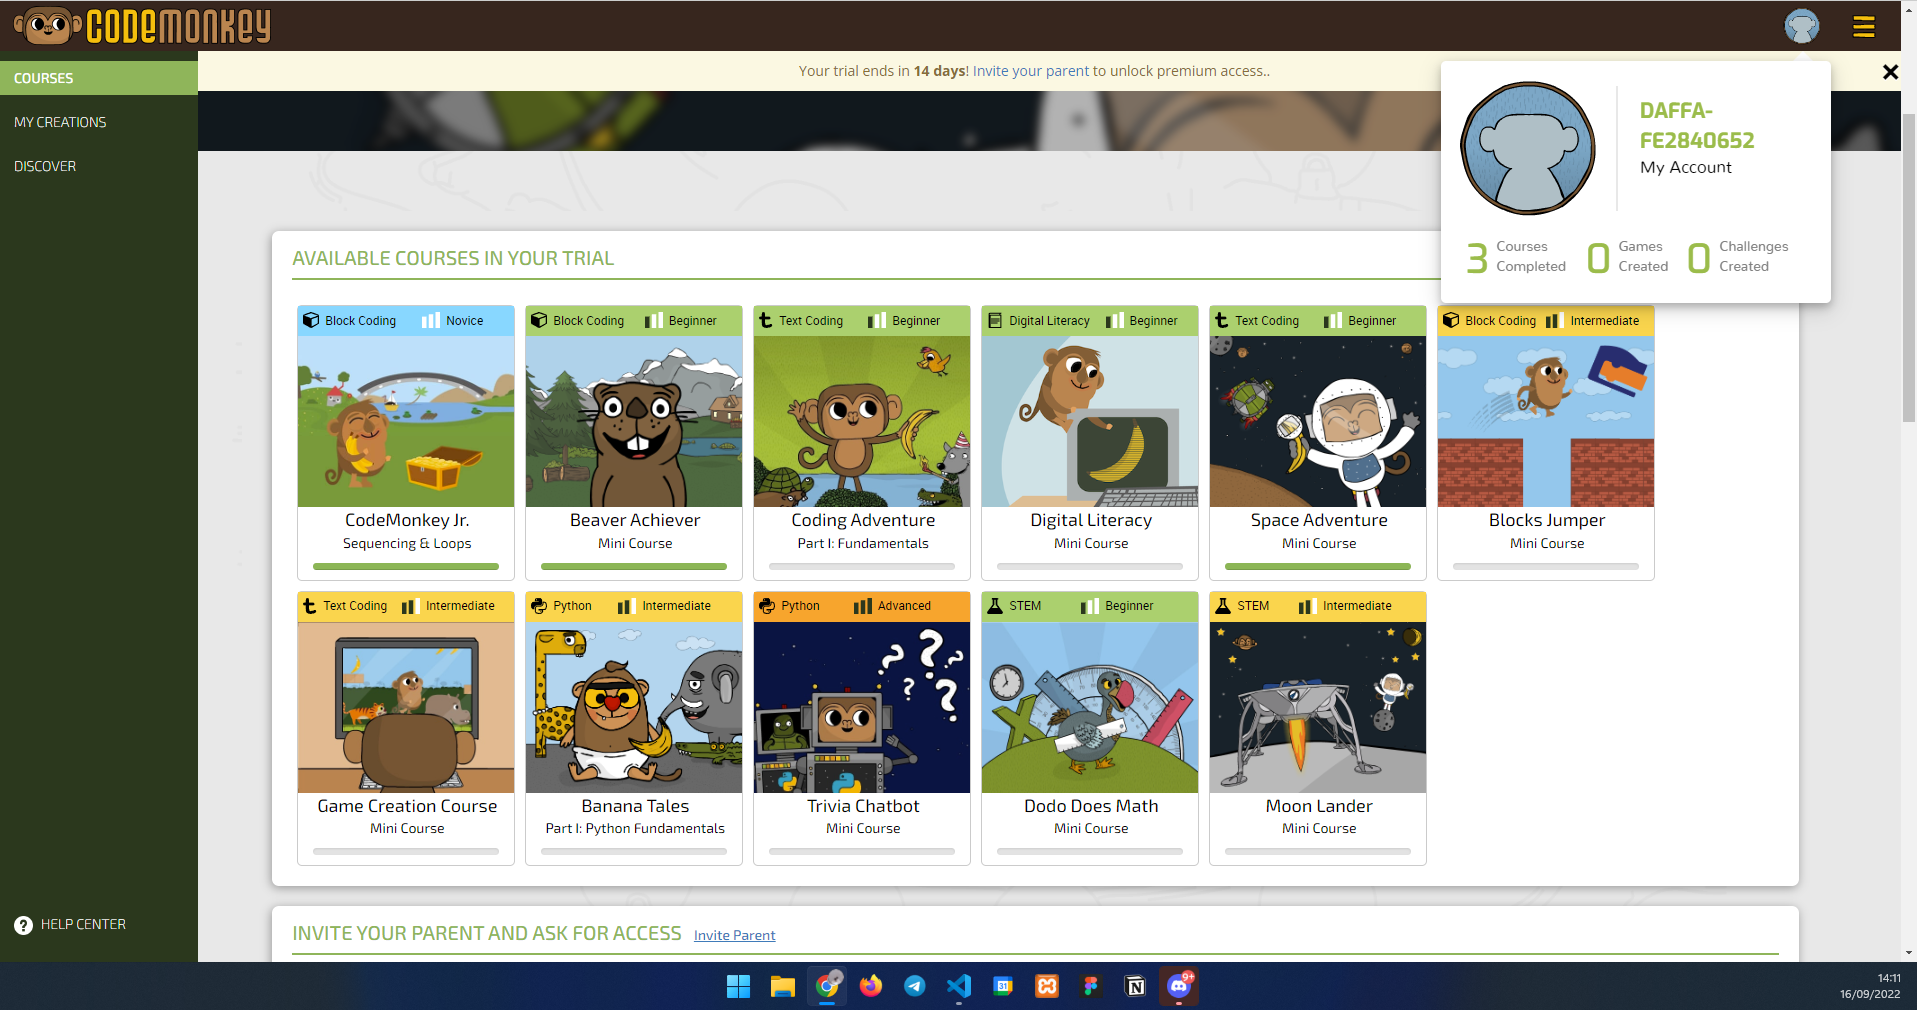 CODEMONKEY
COURSES
MY CREATIONS
DISCOVER
HELP CENTER
Your trial ends in 14 days! Invite your parent to unlock premium access..
DAFFA-
FE2840652
My Account
3 Courses Completed
0 Games Created
0 Challenges Created
AVAILABLE COURSES IN YOUR TRIAL
Block Coding Novice
CodeMonkey Jr.
Sequencing & Loops
Block Coding Beginner
Beaver Achiever
Mini Course
Text Coding Beginner
Coding Adventure
Part I: Fundamentals
Digital Literacy Beginner
Digital Literacy
Mini Course
Text Coding Beginner
Space Adventure
Mini Course
Block Coding Intermediate
Blocks Jumper
Mini Course
Text Coding Intermediate
Game Creation Course
Mini Course
Python Intermediate
Banana Tales
Part I: Python Fundamentals
Python Advanced
Trivia Chatbot
Mini Course
STEM Beginner
Dodo Does Math
Mini Course
STEM Intermediate
Moon Lander
Mini Course
INVITE YOUR PARENT AND ASK FOR ACCESS Invite Parent
31
9+
14:11
16/09/2022